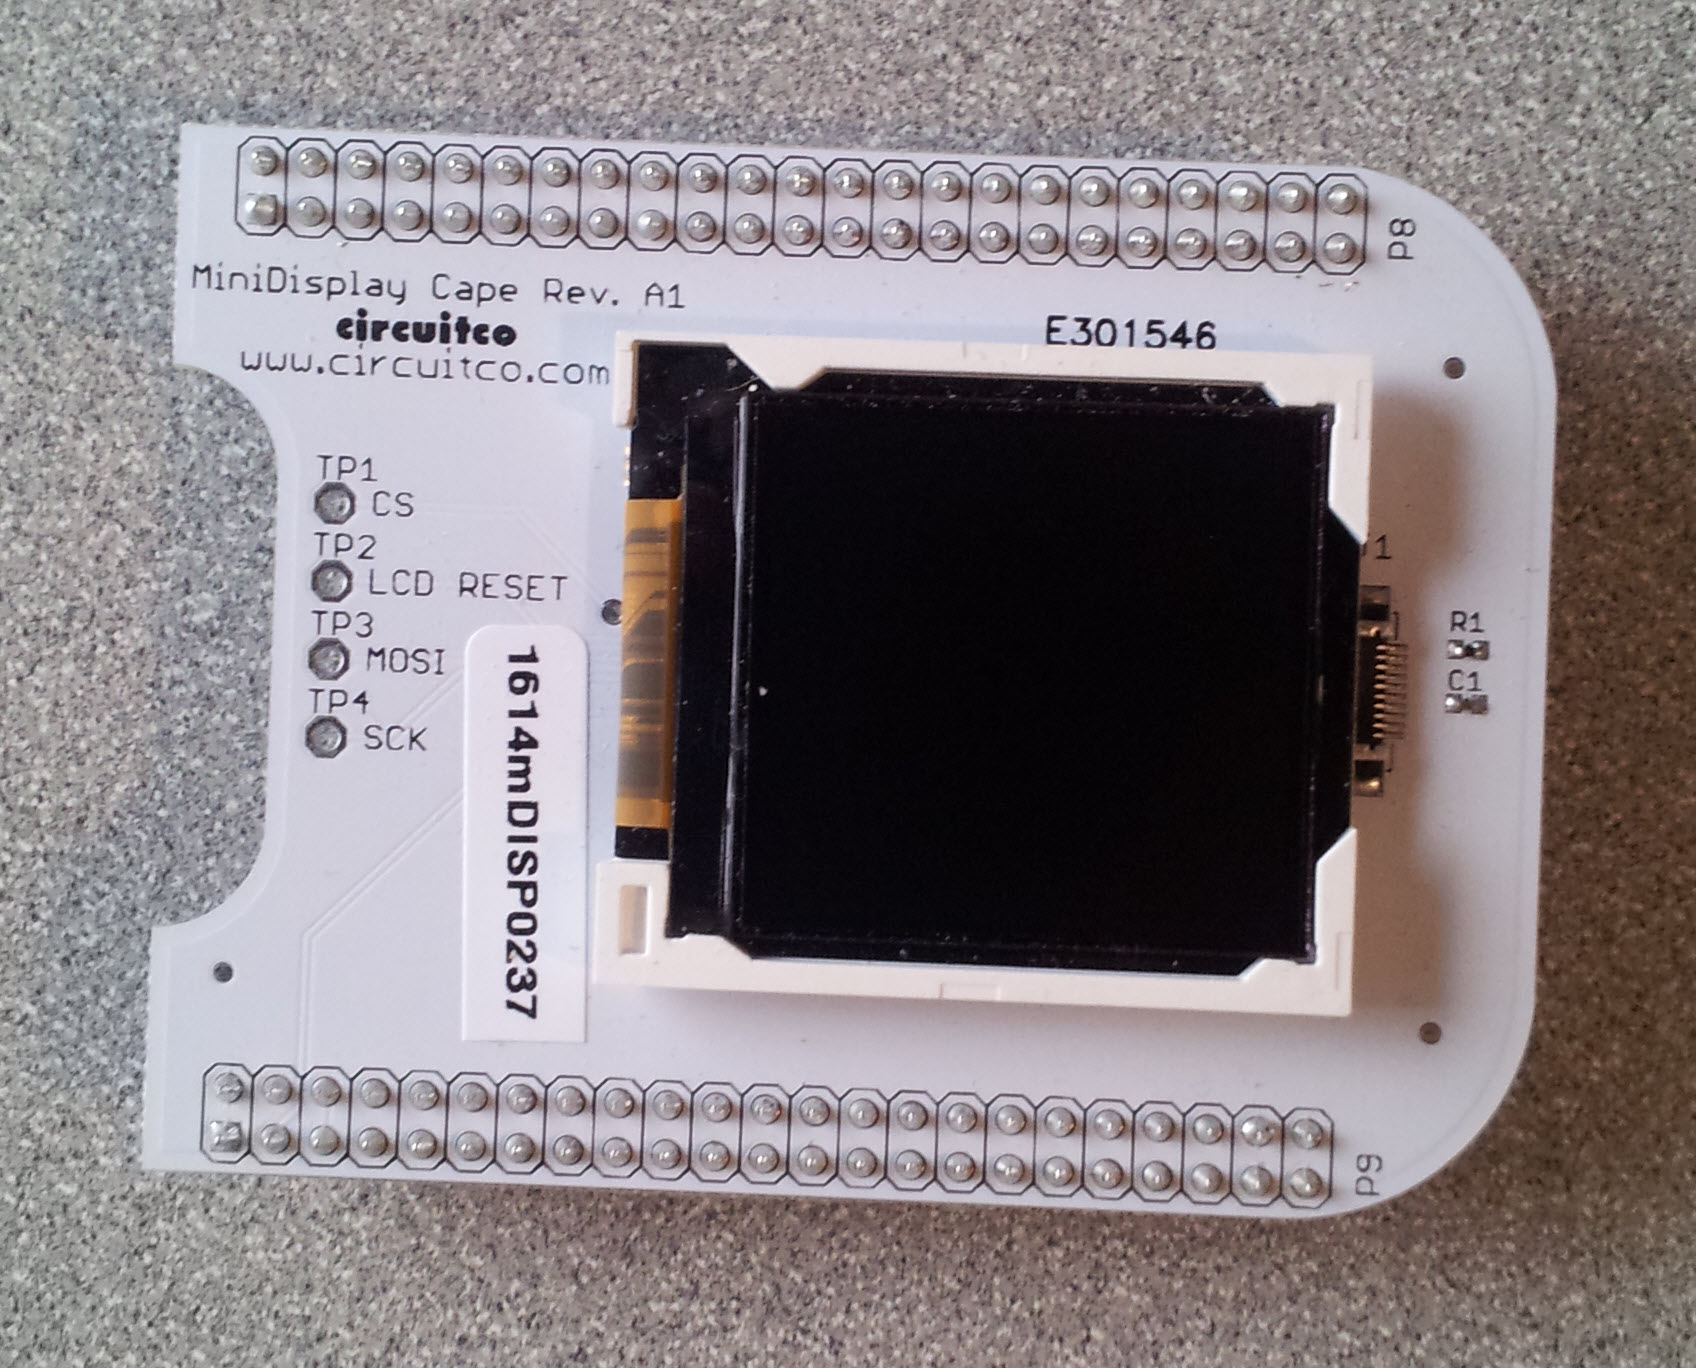 P8
MiniDisplay Cape Rev. A1
circuitco
www.circuitco.com
E301546
TP1
CS
TP2
LCD RESET
TP3
MOSI
TP4
SCK
1614mDISP0237
1
R1
C1
P9